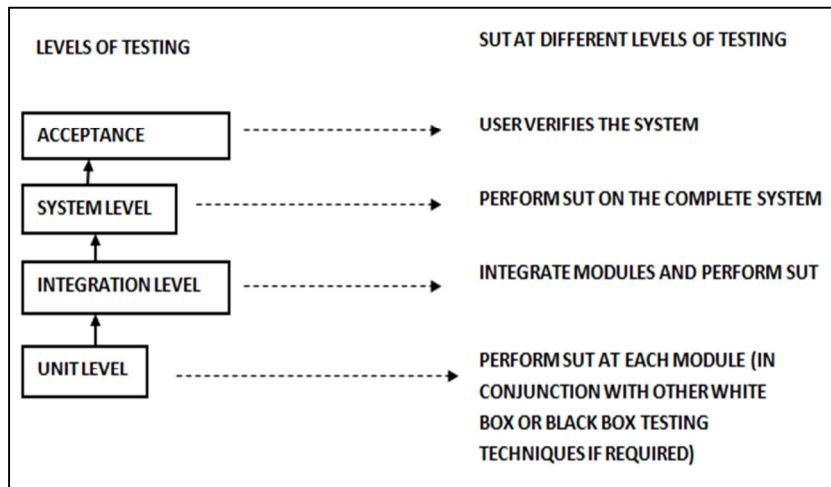 LEVELS OF TESTING
SUT AT DIFFERENT LEVELS OF TESTING
ACCEPTANCE
USER VERIFIES THE SYSTEM
SYSTEM LEVEL
PERFORM SUT ON THE COMPLETE SYSTEM
INTEGRATION LEVEL
INTEGRATE MODULES AND PERFORM SUT
UNIT LEVEL
PERFORM SUT AT EACH MODULE (IN
CONJUNCTION WITH OTHER WHITE
BOX OR BLACK BOX TESTING
TECHNIQUES IF REQUIRED)